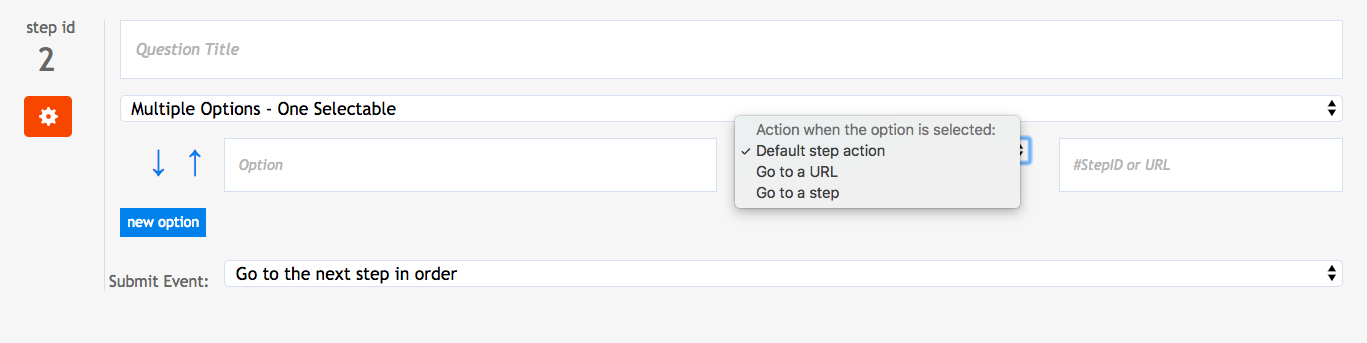 step id
2
Question Title
Multiple Options - One Selectable
Action when the option is selected:
✓ Default step action
Go to a URL
Go to a step
Option
#StepID or URL
new option
Submit Event:
Go to the next step in order